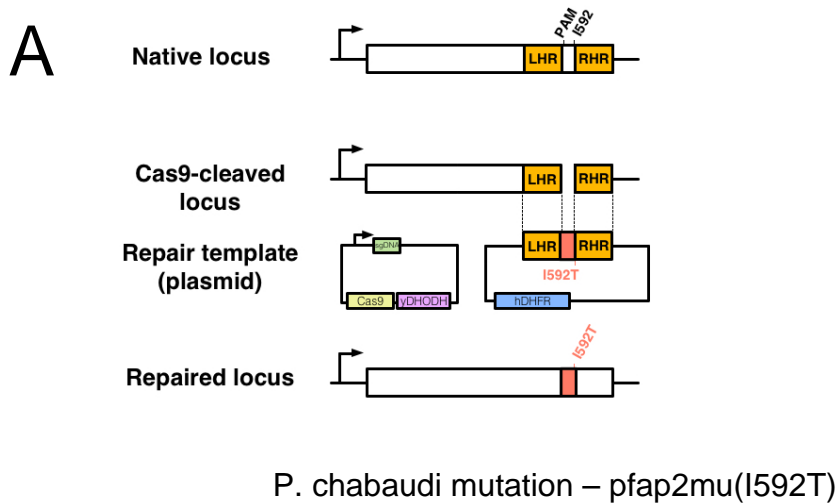 A
PAM
I592
Native locus
LHR
RHR
Cas9-cleaved
locus
LHR
RHR
Repair template
(plasmid)
sgDNA
Cas9
yDHODH
LHR
RHR
I592T
hDHFR
I592T
Repaired locus
P. chabaudi mutation – pfap2mu(I592T)